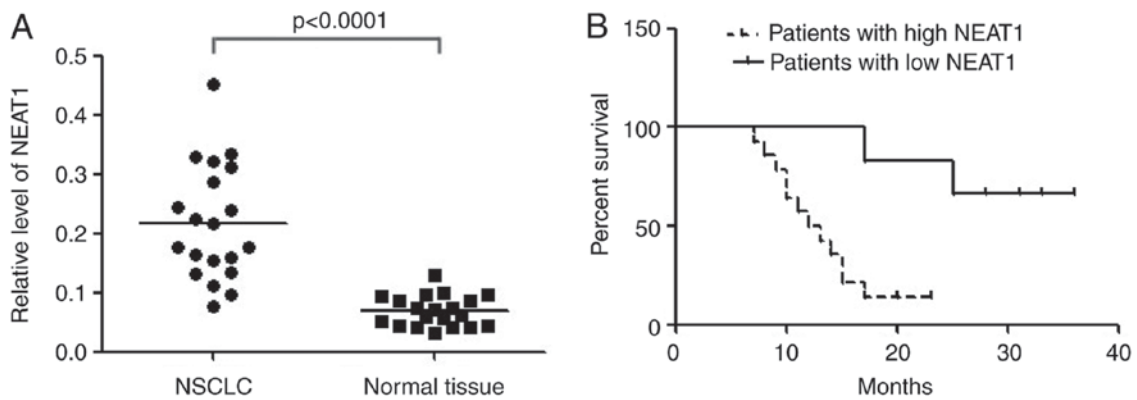 A
p<0.0001
Relative level of NEAT1
0.5
0.4
0.3
0.2
0.1
0.0
NSCLC
Normal tissue
B
Patients with high NEAT1
Patients with low NEAT1
Percent survival
150
100
50
0
0
10
20
30
40
Months